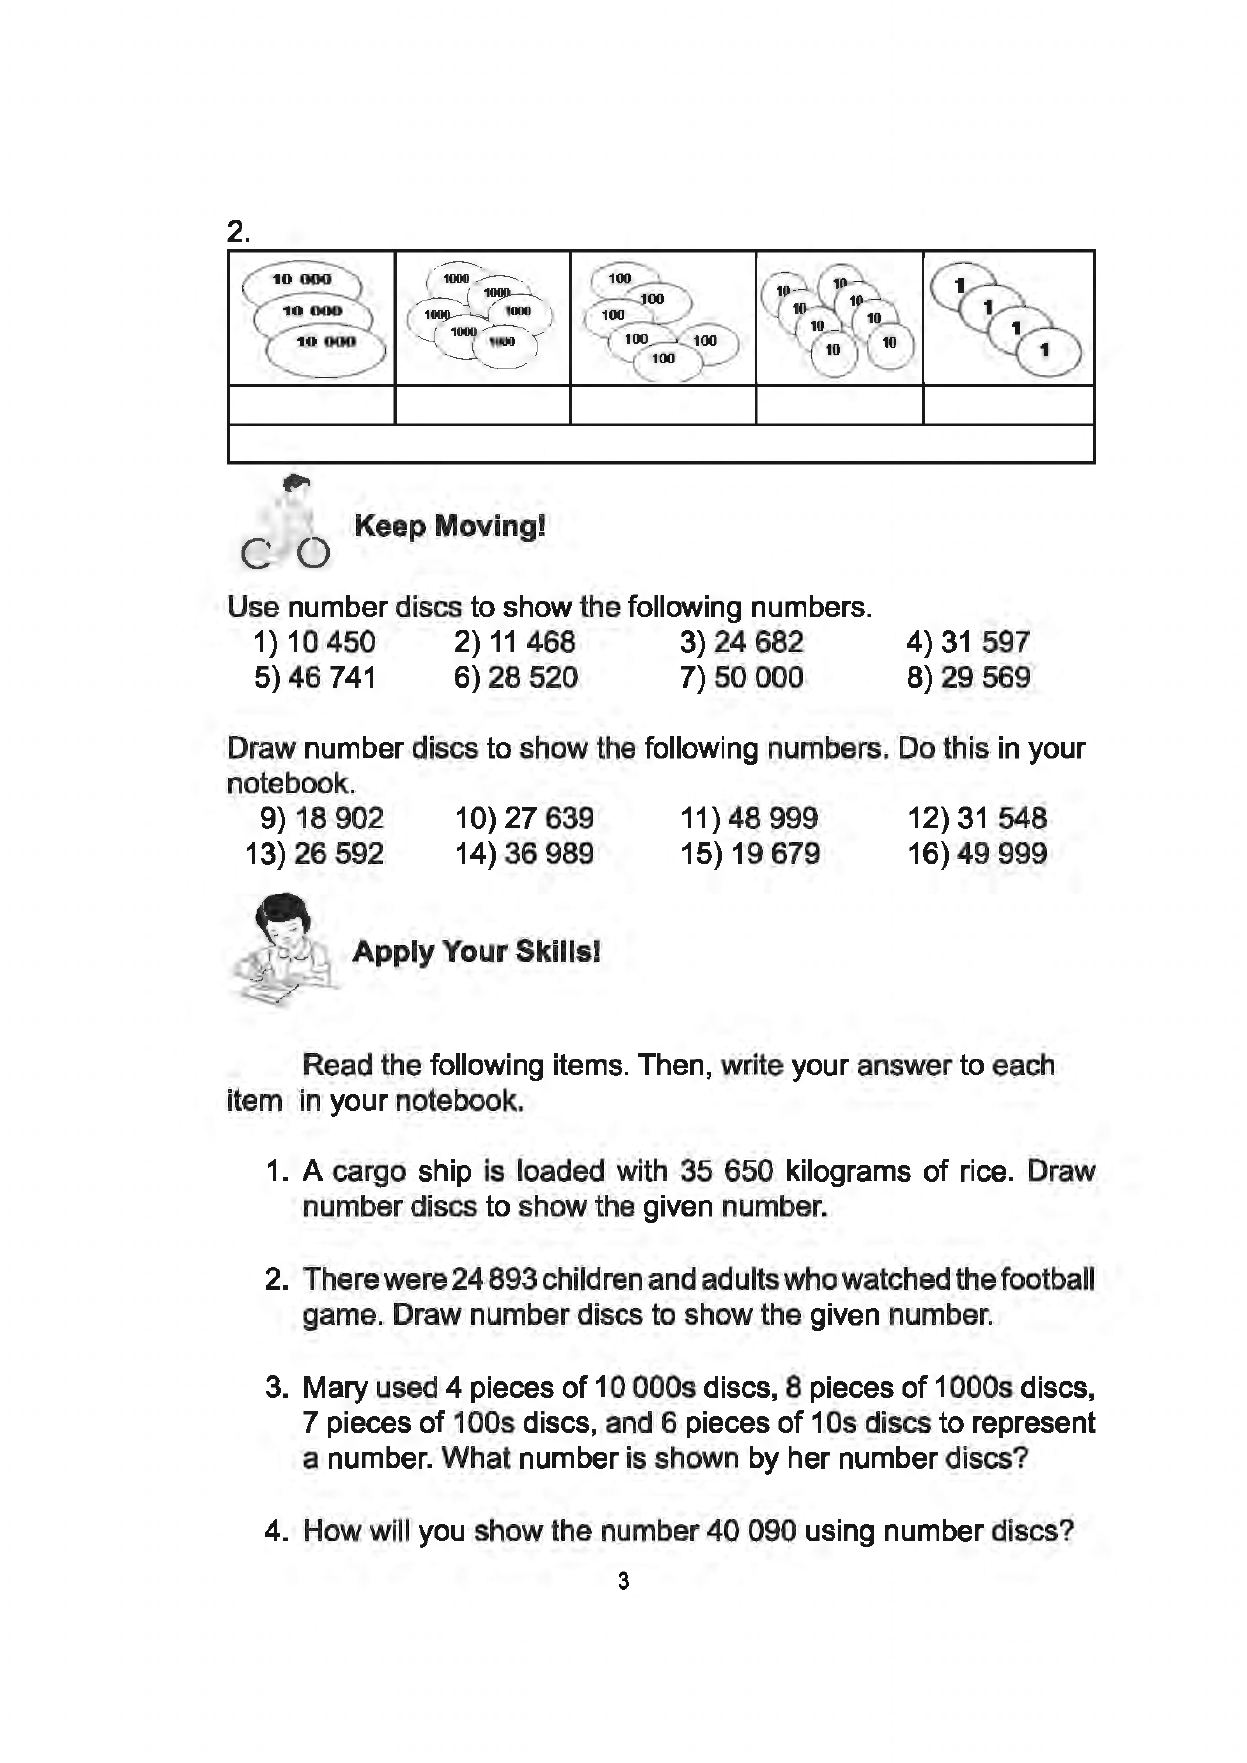 2.
10 000 1000 100 10 10 1
10 000 1000 100 10 10 1
10 000 1000 1000 100 10 10 1
1000 1000 100 100 100 10 10 1
Keep Moving!
Use number discs to show the following numbers.
1) 10 450 2) 11 468 3) 24 682 4) 31 597
5) 46 741 6) 28 520 7) 50 000 8) 29 569
Draw number discs to show the following numbers. Do this in your
notebook.
9) 18 902 10) 27 639 11) 48 999 12) 31 548
13) 26 592 14) 36 989 15) 19 679 16) 49 999
Apply Your Skills!
Read the following items. Then, write your answer to each
item in your notebook.
1. A cargo ship is loaded with 35 650 kilograms of rice. Draw
number discs to show the given number.
2. There were 24 893 children and adults who watched the football
game. Draw number discs to show the given number.
3. Mary used 4 pieces of 10 000s discs, 8 pieces of 1000s discs,
7 pieces of 100s discs, and 6 pieces of 10s discs to represent
a number. What number is shown by her number discs?
4. How will you show the number 40 090 using number discs?
3